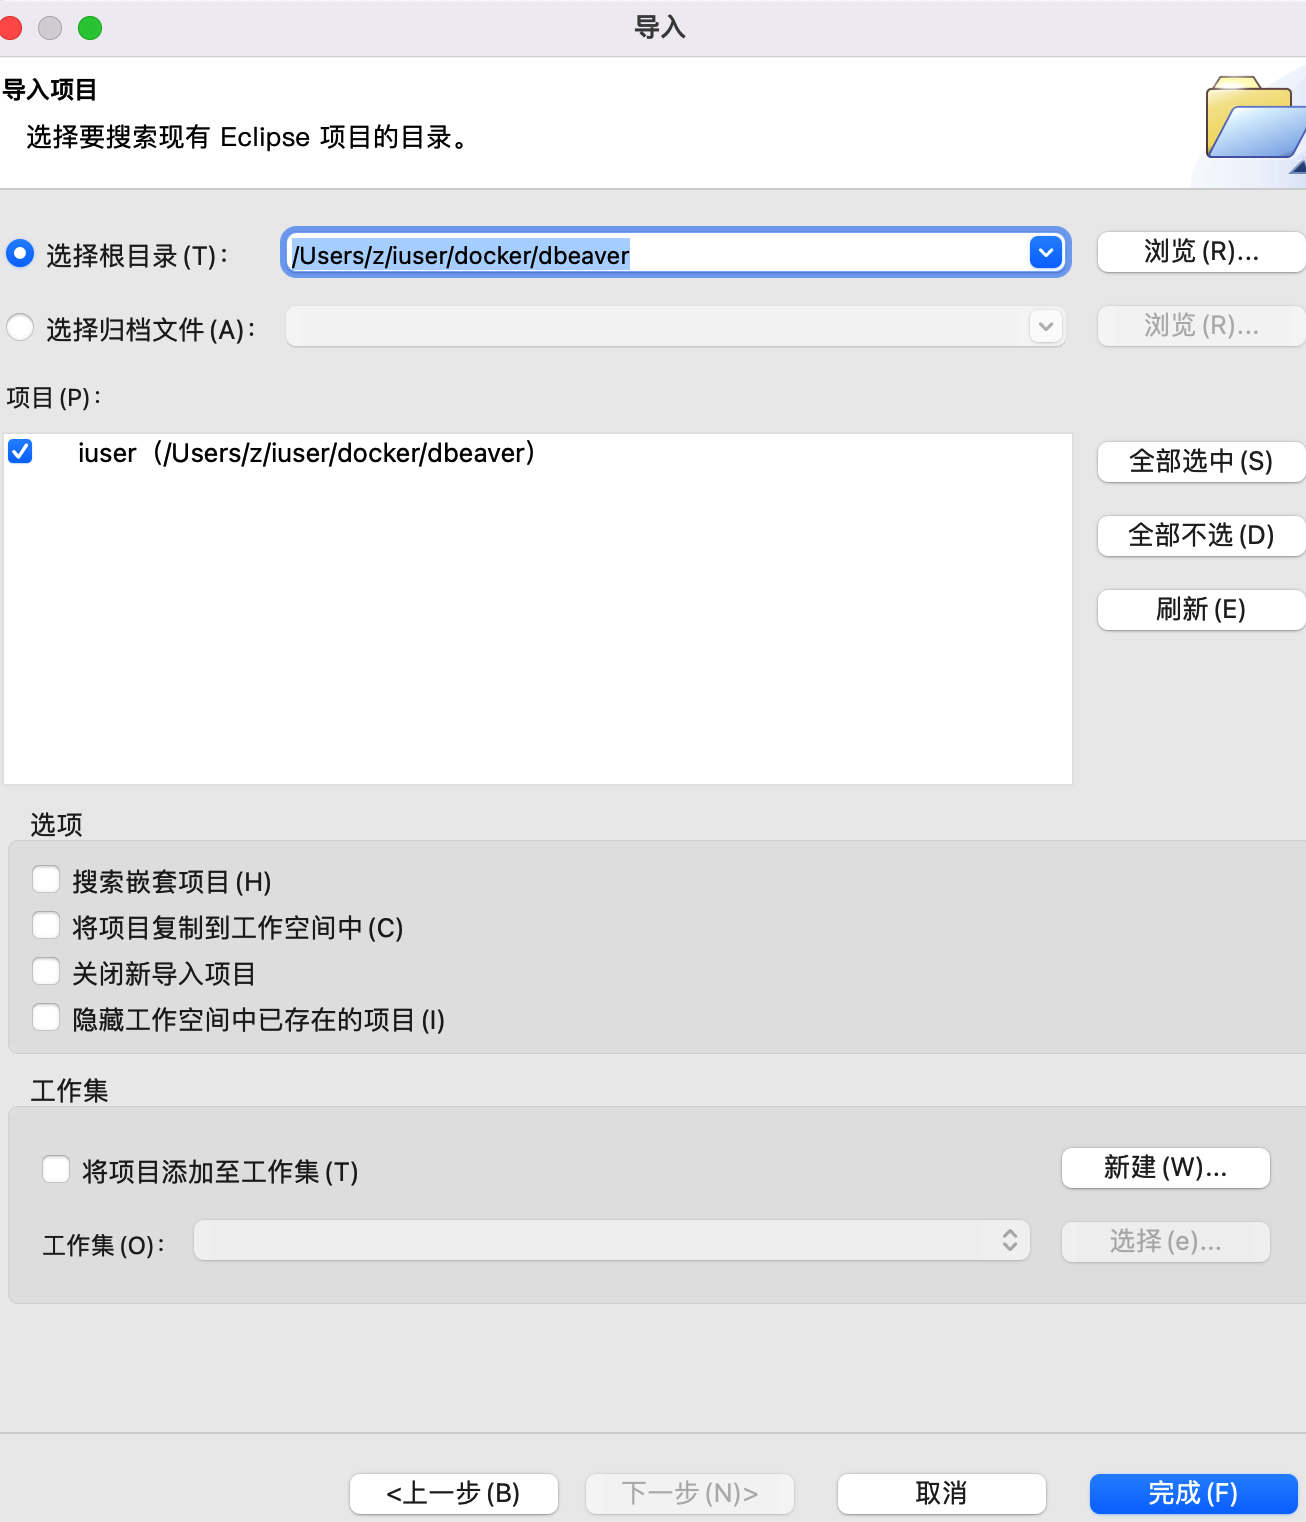 导入
导入项目
选择要搜索现有 Eclipse 项目的目录。
选择根目录(T)： /Users/z/iuser/docker/dbeaver 浏览(R)...
选择归档文件(A)： 浏览(R)...
项目(P)：
iuser（/Users/z/iuser/docker/dbeaver）
全部选中(S)
全部不选(D)
刷新(E)
选项
搜索嵌套项目(H)
将项目复制到工作空间中(C)
关闭新导入项目
隐藏工作空间中已存在的项目(I)
工作集
将项目添加至工作集(T) 新建(W)...
工作集(O)： 选择(e)...
<上一步(B) 下一步(N)> 取消 完成(F)